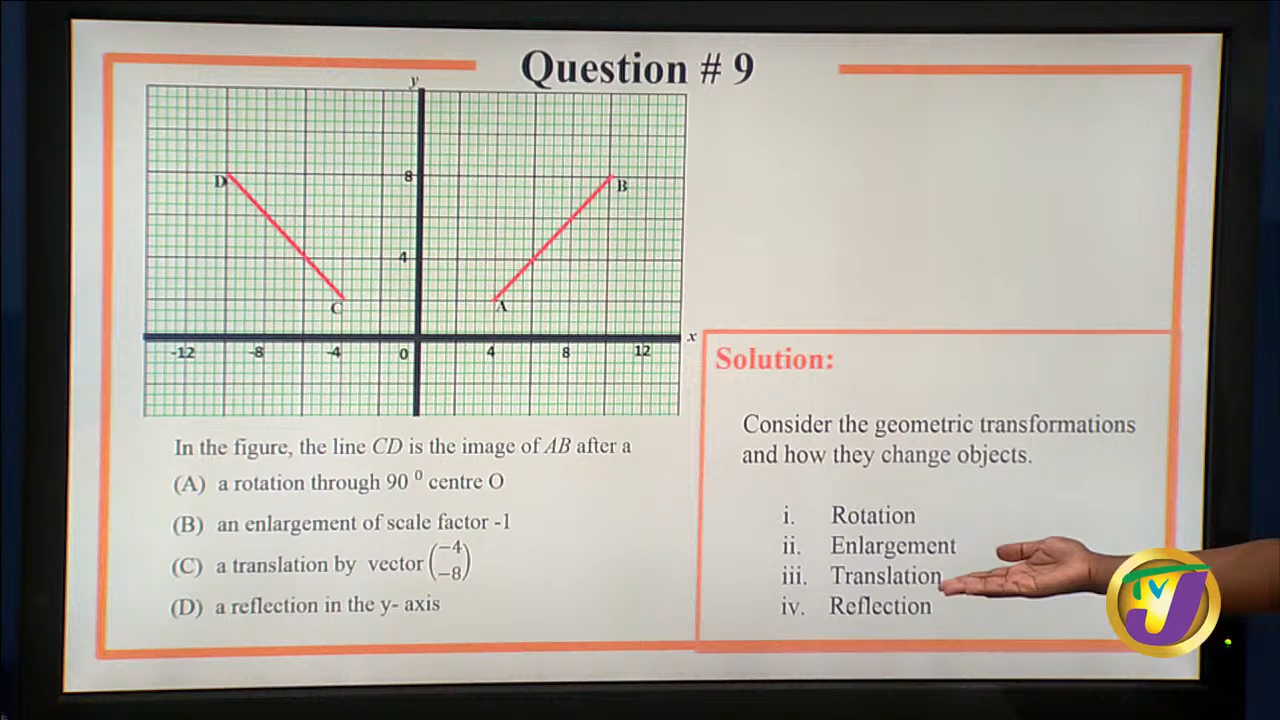 Question # 9
y
D
8
B
4
C
A
x
-12 -8 -4 0 4 8 12
In the figure, the line CD is the image of AB after a
(A) a rotation through 90 ⁰ centre O
(B) an enlargement of scale factor -1
(C) a translation by vector (−4 −8)
(D) a reflection in the y- axis
Solution:
Consider the geometric transformations
and how they change objects.
i. Rotation
ii. Enlargement
iii. Translation
iv. Reflection
TVJ